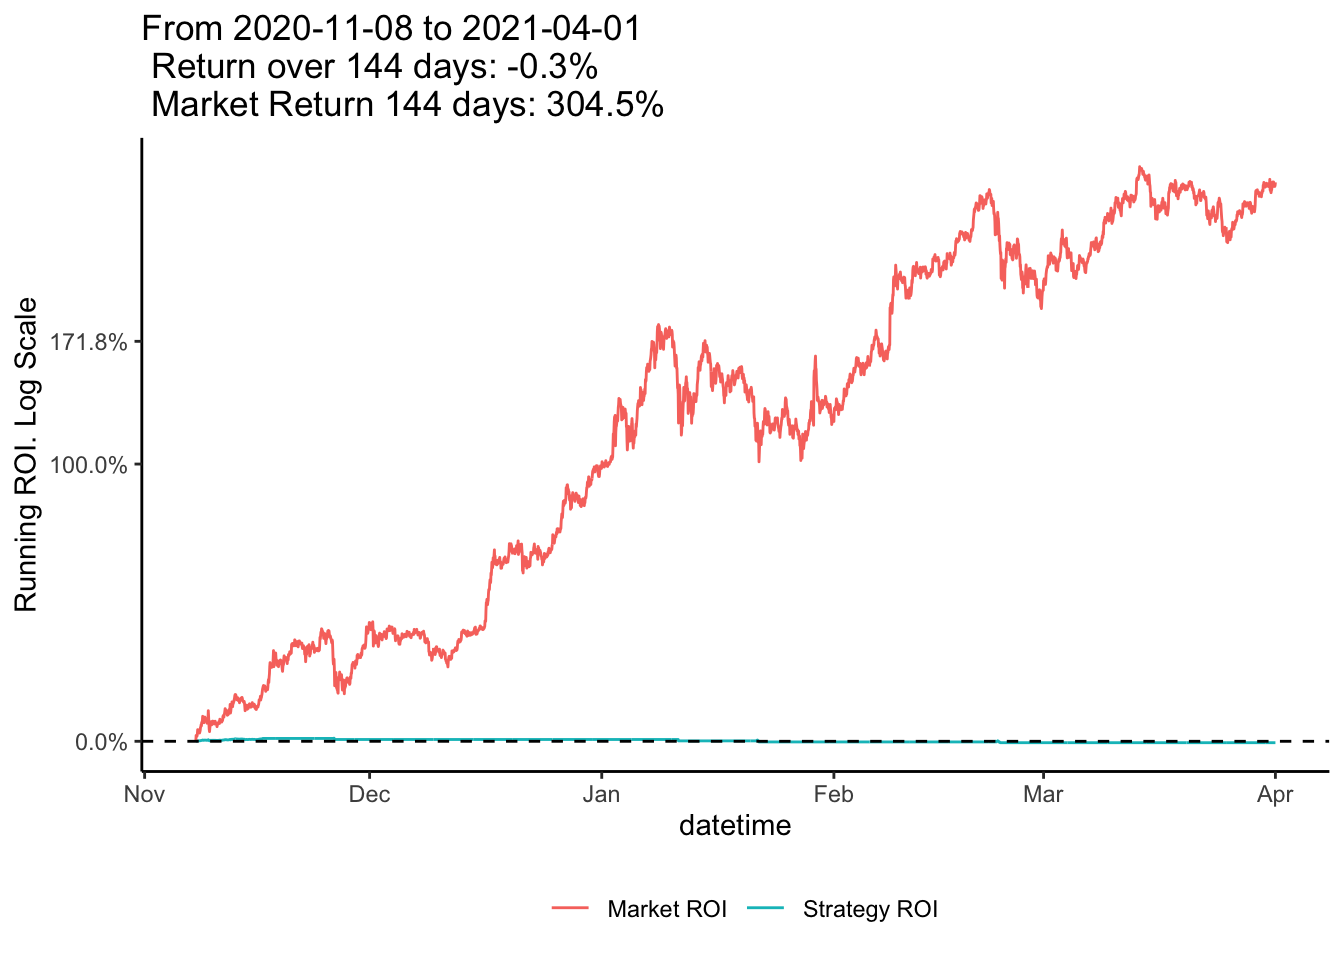 From 2020-11-08 to 2021-04-01
Return over 144 days: -0.3%
Market Return 144 days: 304.5%
Running ROI. Log Scale
171.8%
100.0%
0.0%
Nov Dec Jan Feb Mar Apr
datetime
Market ROI Strategy ROI